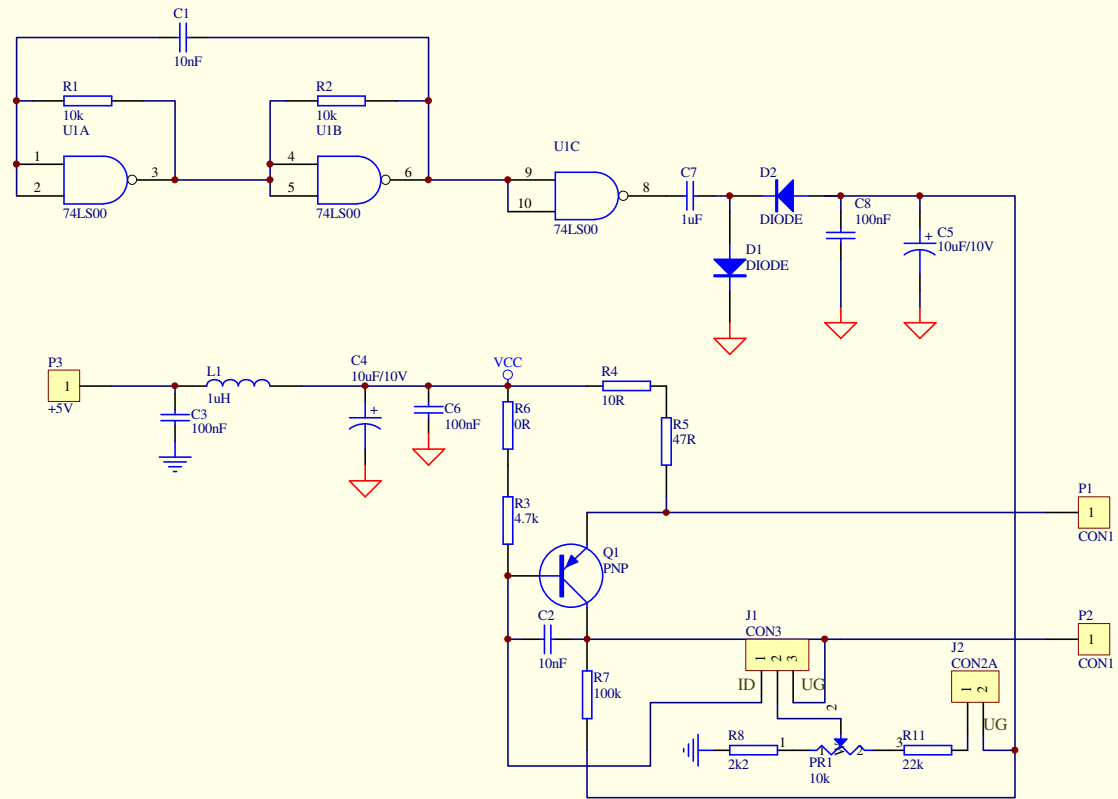 C1
10nF
R1
10k
U1A
1
2
3
74LS00
R2
10k
U1B
4
5
6
74LS00
U1C
9
10
8
74LS00
C7
1uF
D2
DIODE
D1
DIODE
C8
100nF
+
C5
10uF/10V
P3
1
+5V
L1
1uH
C3
100nF
C4
10uF/10V
+
C6
100nF
VCC
R6
0R
R4
10R
R5
47R
R3
4.7k
Q1
PNP
P1
1
CON1
C2
10nF
J1
CON3
1
2
3
ID
UG
P2
1
CON1
J2
CON2A
1
2
UG
R7
100k
R8
2k2
1
1
2
2
PR1
10k
3
R11
22k